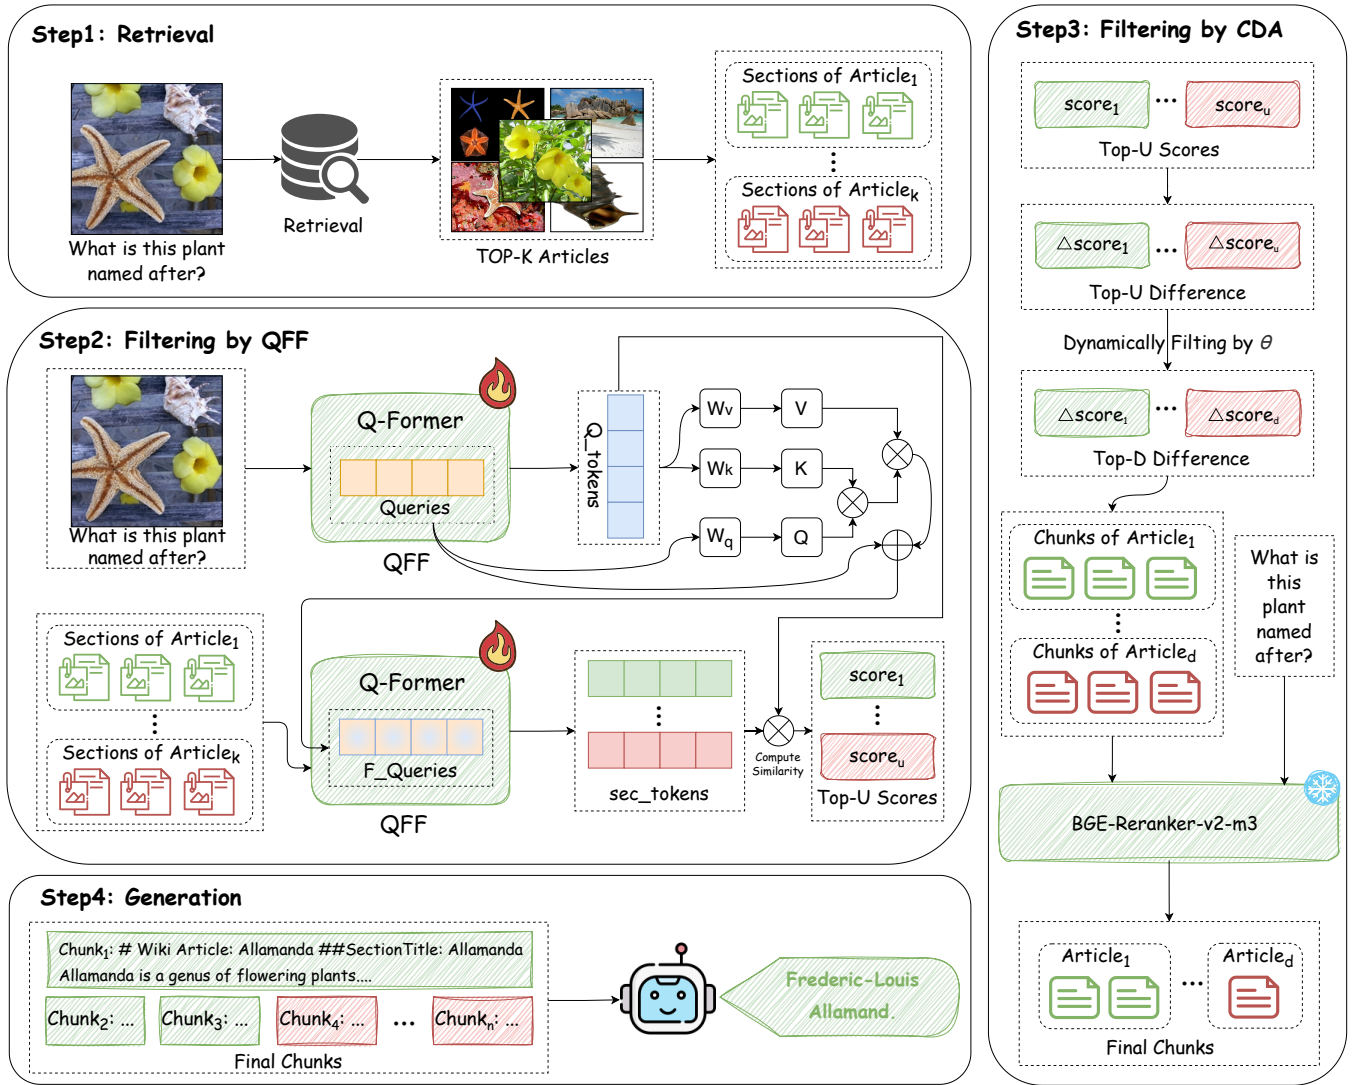 Step1: Retrieval
What is this plant
named after?
Retrieval
TOP-K Articles
Sections of Article1
Sections of Articlek
Step2: Filtering by QFF
What is this plant
named after?
Q-Former
Queries
QFF
Q_tokens
Wv
V
Wk
K
Wq
Q
Sections of Article1
Sections of Articlek
Q-Former
F_Queries
QFF
sec_tokens
Compute
Similarity
score1
scoreu
Top-U Scores
Step3: Filtering by CDA
score1 ... scoreu
Top-U Scores
△score1 ... △scoreu
Top-U Difference
Dynamically Filting by θ
△score1 ... △scored
Top-D Difference
Chunks of Article1
Chunks of Articled
What is
this
plant
named
after?
BGE-Reranker-v2-m3
Article1 ... Articled
Final Chunks
Step4: Generation
Chunk1: # Wiki Article: Allamanda ##SectionTitle: Allamanda
Allamanda is a genus of flowering plants....
Chunk2: ... Chunk3: ... Chunk4: ... ... Chunkn: ...
Final Chunks
Frederic-Louis
Allamand.